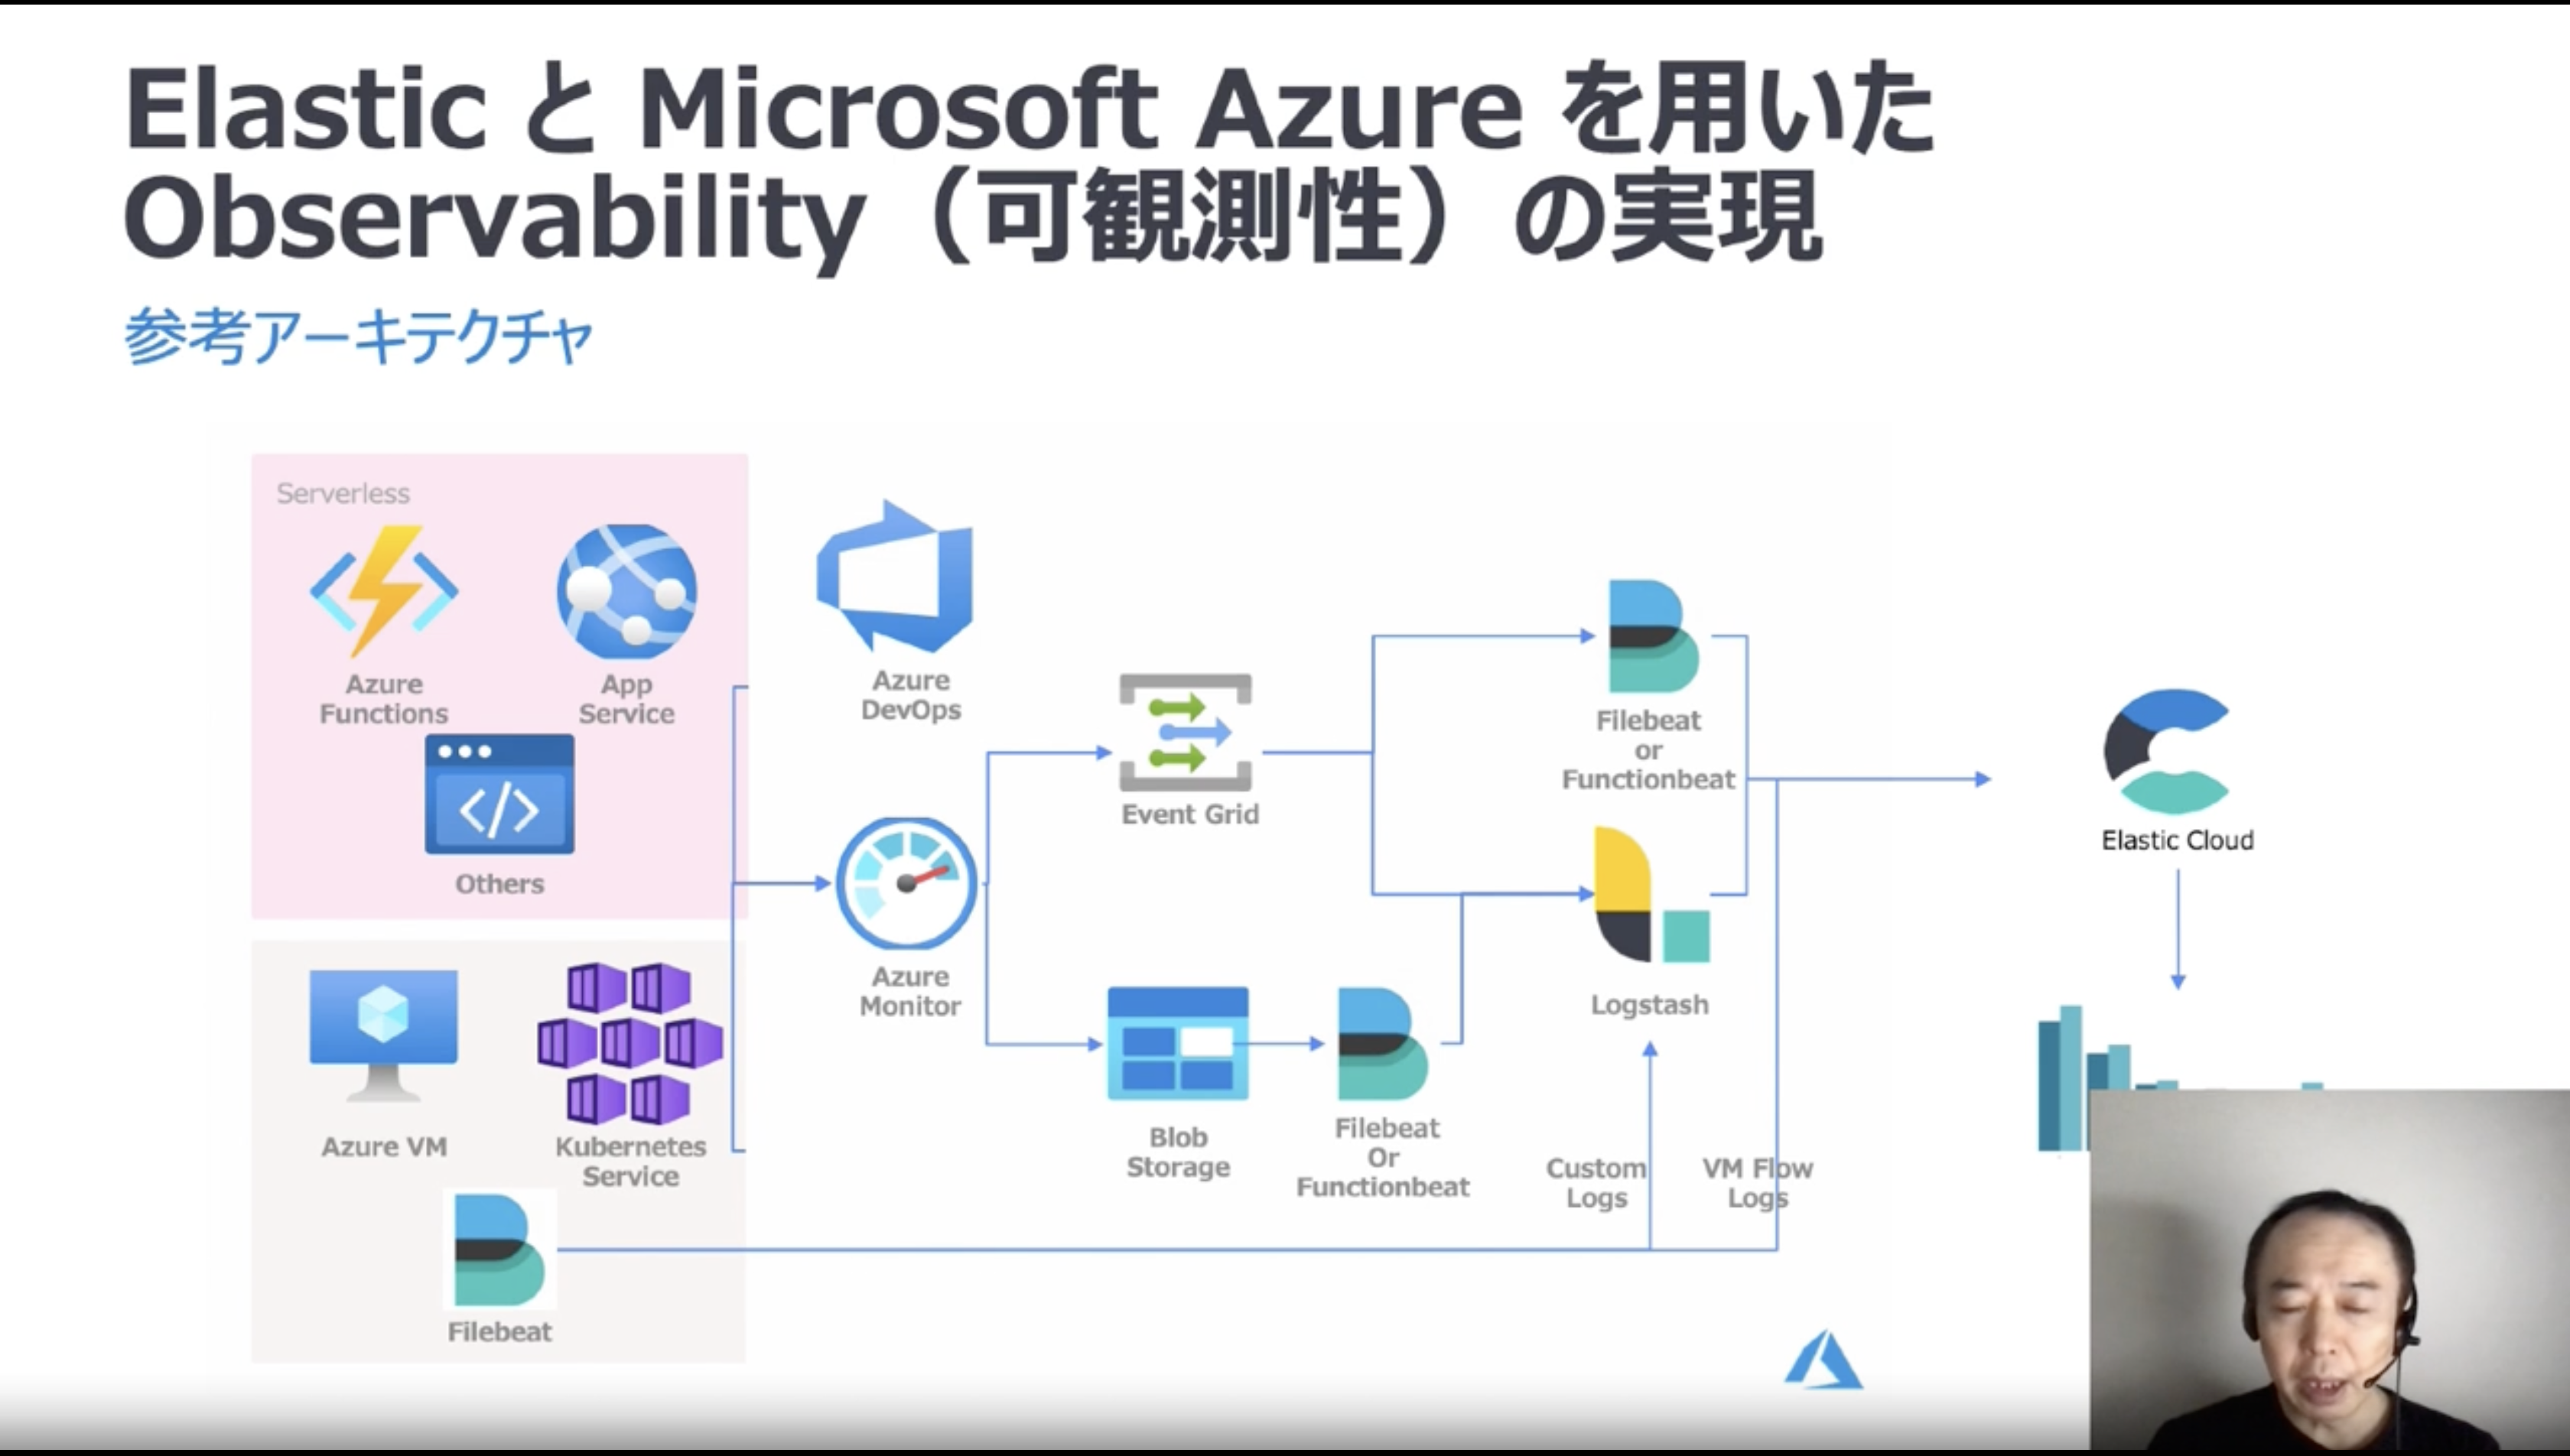 Elastic と Microsoft Azure を用いた
Observability（可観測性）の実現
参考アーキテクチャ
Serverless
Azure
Functions
App
Service
Others
Azure VM
Kubernetes
Service
Filebeat
Azure
DevOps
Azure
Monitor
Event Grid
Blob
Storage
Filebeat
Or
Functionbeat
Filebeat
or
Functionbeat
Logstash
Custom
Logs
VM Flow
Logs
Elastic Cloud